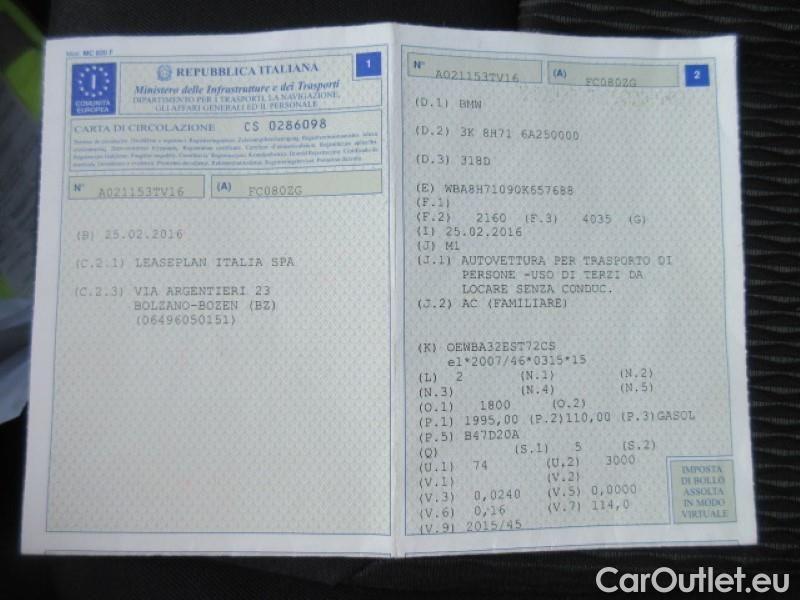 Mod. MC 820 F
REPUBBLICA ITALIANA
1
Ministero delle Infrastrutture e dei Trasporti
DIPARTIMENTO PER I TRASPORTI, LA NAVIGAZIONE,
GLI AFFARI GENERALI ED IL PERSONALE
I
COMUNITÀ
EUROPEA
CARTA DI CIRCOLAZIONE CS 0286098
N° A021153TV16 (A) FC080ZG
(B) 25.02.2016
(C.2.1) LEASEPLAN ITALIA SPA
(C.2.3) VIA ARGENTIERI 23
BOLZANO-BOZEN (BZ)
(06496050151)
N° A021153TV16 (A) FC080ZG 2
(D.1) BMW
(D.2) 3K 8H71 6A250000
(D.3) 318D
(E) WBA8H71090K657688
(F.1)
(F.2) 2160 (F.3) 4035 (G)
(I) 25.02.2016
(J) M1
(J.1) AUTOVETTURA PER TRASPORTO DI
PERSONE -USO DI TERZI DA
LOCARE SENZA CONDUC.
(J.2) AC (FAMILIARE)
(K) OEWBA32EST72CS
e1*2007/46*0315*15
(L) 2 (N.1) (N.2)
(N.3) (N.4) (N.5)
(O.1) 1800 (O.2)
(P.1) 1995,00 (P.2)110,00 (P.3)GASOL
(P.5) B47D20A
(Q) (S.1) 5 (S.2)
(U.1) 74 (U.2) 3000
(V.1) (V.2)
(V.3) 0,0240 (V.5) 0,0000
(V.6) 0,16 (V.7) 114,0
(V.9) 2015/45
IMPOSTA
DI BOLLO
ASSOLTA
IN MODO
VIRTUALE
CarOutlet.eu